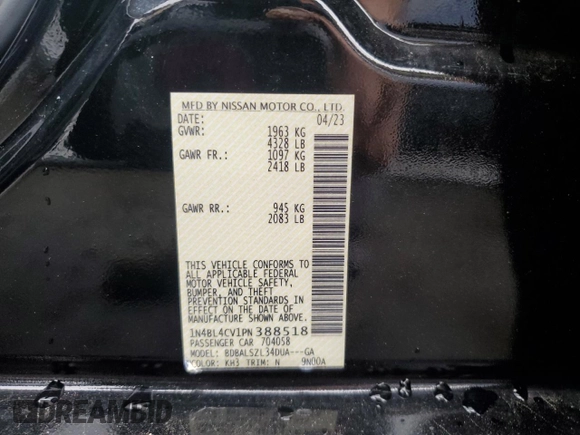 MFD BY NISSAN MOTOR CO., LTD.
DATE: 04/23
GVWR: 1963 KG
4328 LB
GAWR FR.: 1097 KG
2418 LB
GAWR RR.: 945 KG
2083 LB
THIS VEHICLE CONFORMS TO
ALL APPLICABLE FEDERAL
MOTOR VEHICLE SAFETY,
BUMPER, AND THEFT
PREVENTION STANDARDS IN
EFFECT ON THE DATE OF
MANUFACTURE SHOWN ABOVE.
1N4BL4CV1PN388518
PASSENGER CAR 704058
MODEL: BDBALSZL34DUA---GA
COLOR: KH3 TRIM: N 9N00A
DREAMBID